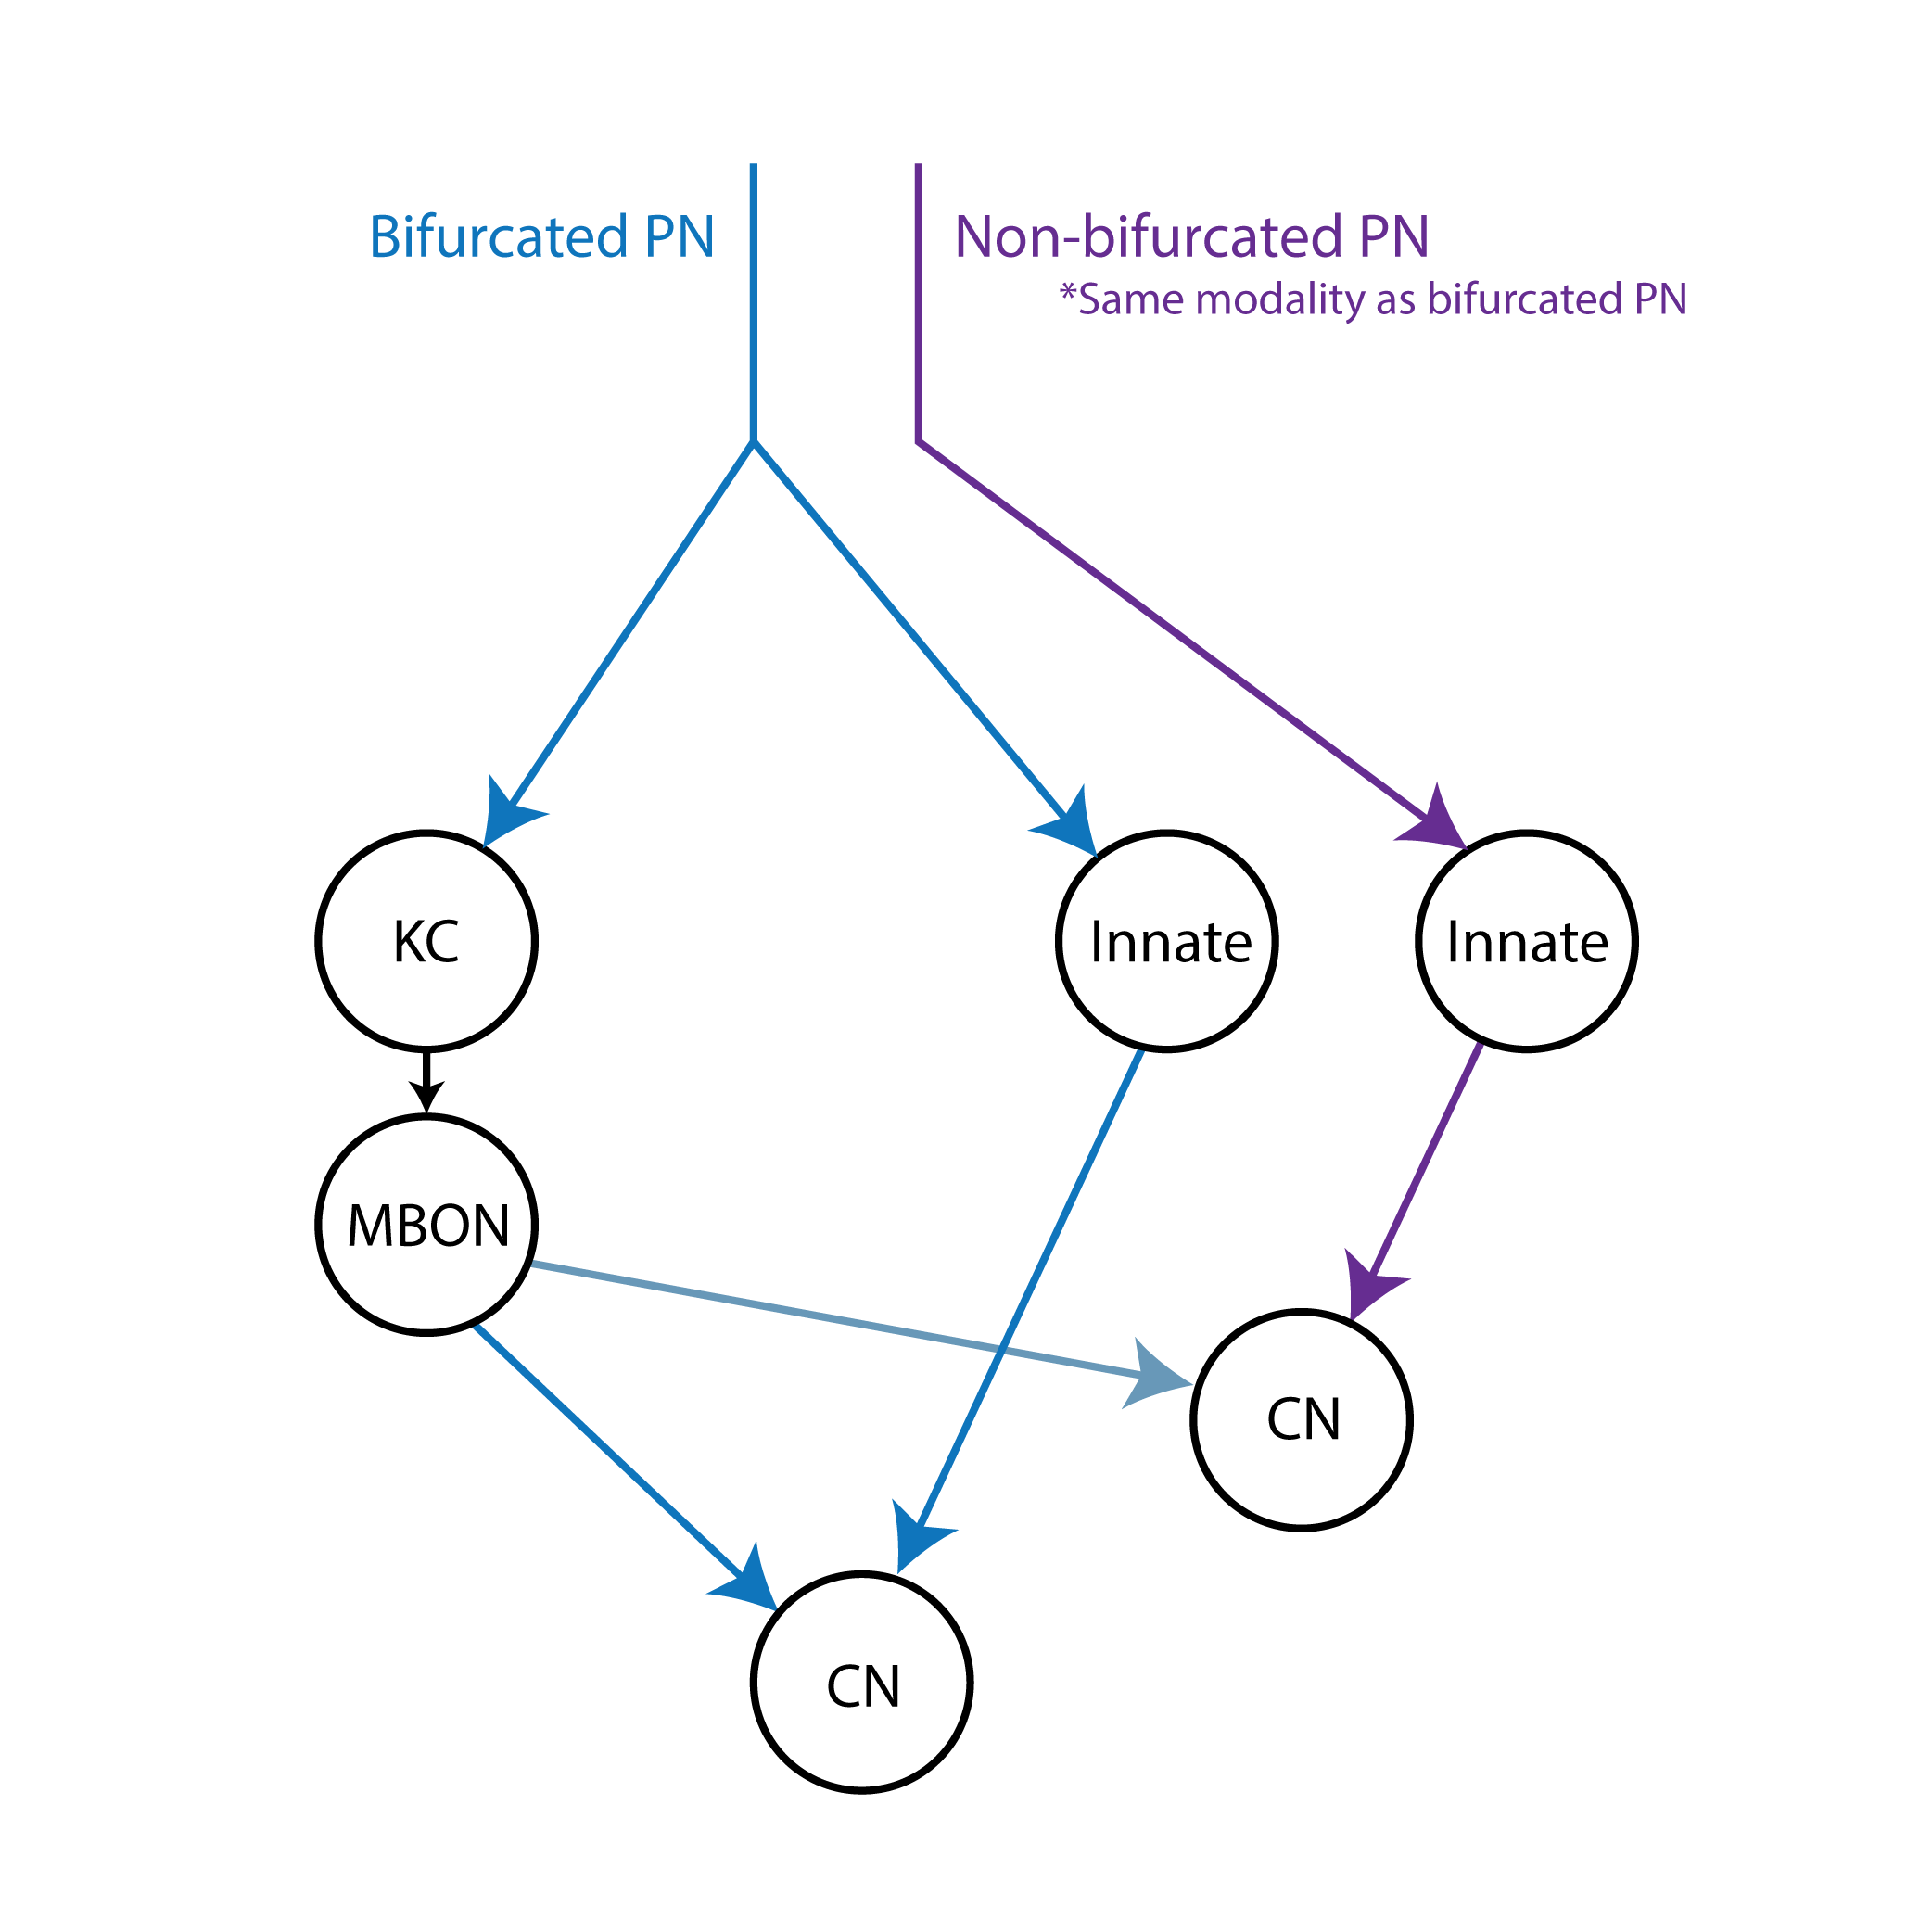 Bifurcated PN
Non-bifurcated PN
*Same modality as bifurcated PN
KC
Innate
Innate
MBON
CN
CN